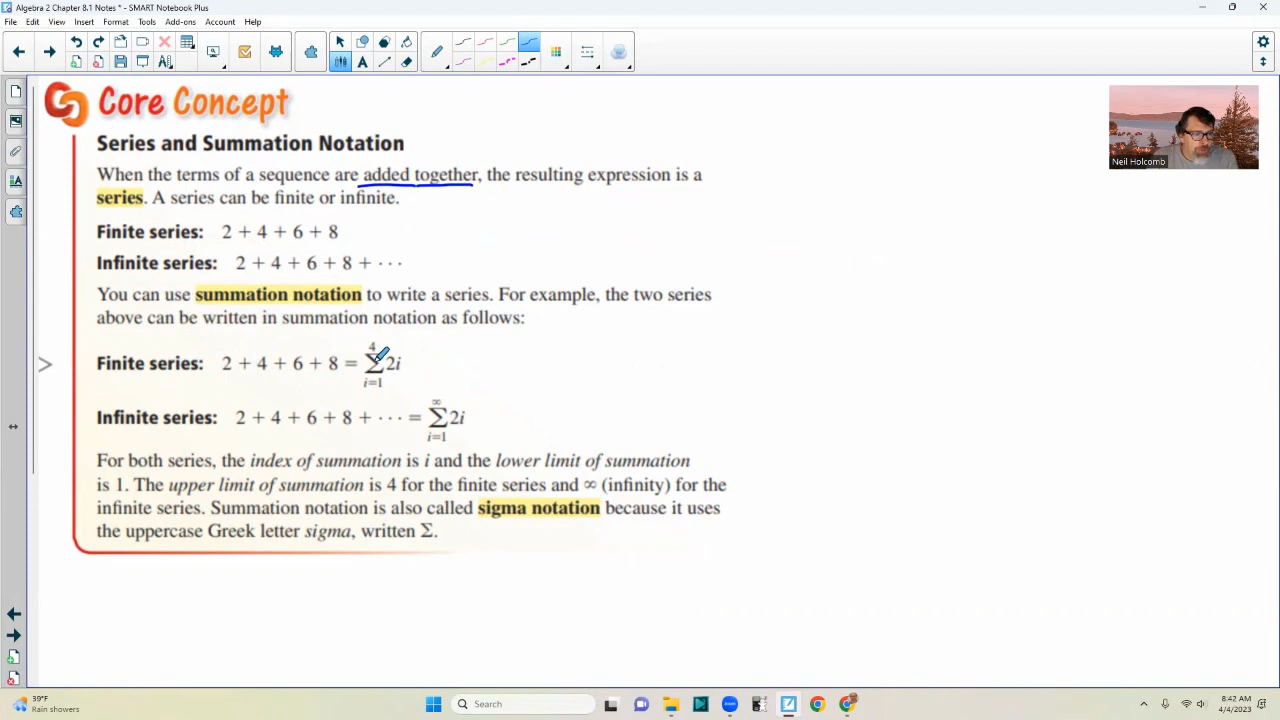 Algebra 2 Chapter 8.1 Notes * - SMART Notebook Plus
File Edit View Insert Format Tools Add-ons Account Help
Core Concept
Neil Holcomb
Series and Summation Notation
When the terms of a sequence are added together, the resulting expression is a
series. A series can be finite or infinite.
Finite series: 2 + 4 + 6 + 8
Infinite series: 2 + 4 + 6 + 8 + · · ·
You can use summation notation to write a series. For example, the two series
above can be written in summation notation as follows:
4
Finite series: 2 + 4 + 6 + 8 = Σ 2i
i=1
∞
Infinite series: 2 + 4 + 6 + 8 + · · · = Σ 2i
i=1
For both series, the index of summation is i and the lower limit of summation
is 1. The upper limit of summation is 4 for the finite series and ∞ (infinity) for the
infinite series. Summation notation is also called sigma notation because it uses
the uppercase Greek letter sigma, written Σ.
39°F
Rain showers
Search
8:42 AM
4/4/2023